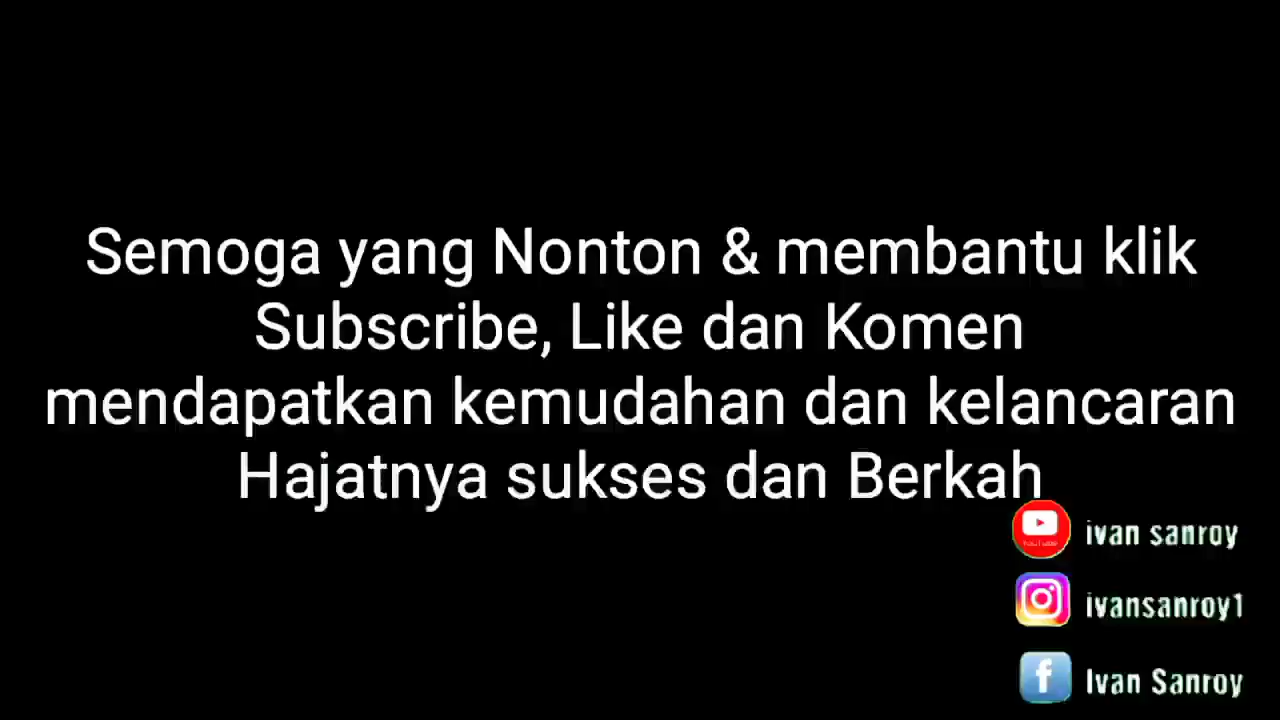 Semoga yang Nonton & membantu klik
Subscribe, Like dan Komen
mendapatkan kemudahan dan kelancaran
Hajatnya sukses dan Berkah
ivan sanroy
ivansanroy1
Ivan Sanroy